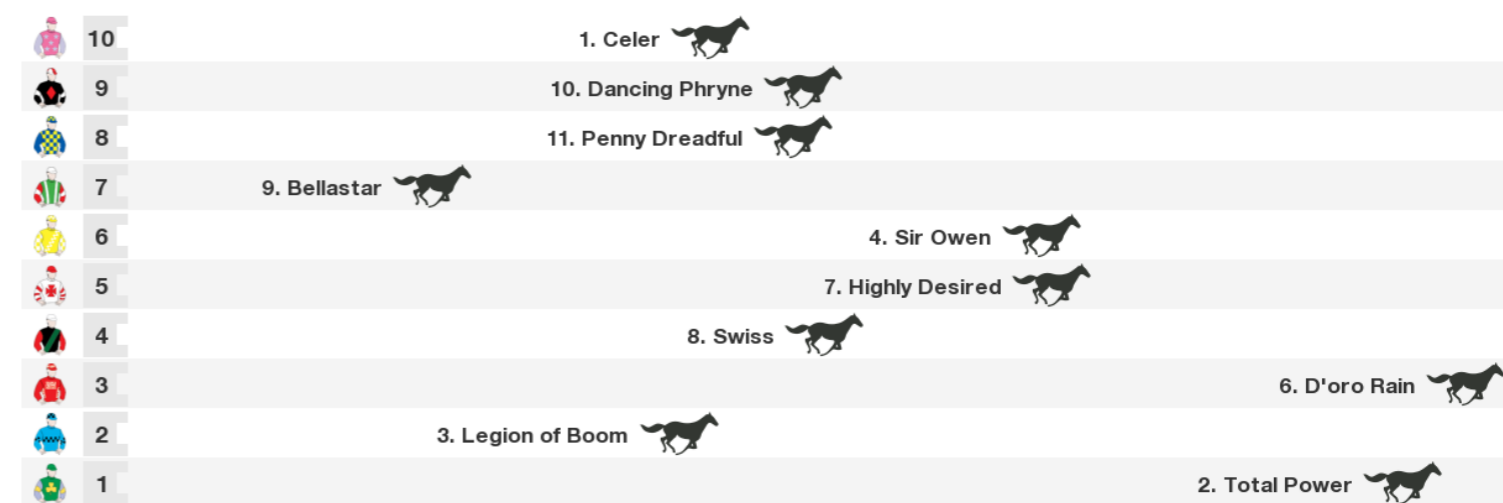 10 1. Celer
9 10. Dancing Phryne
8 11. Penny Dreadful
7 9. Bellastar
6 4. Sir Owen
5 7. Highly Desired
4 8. Swiss
3 6. D'oro Rain
2 3. Legion of Boom
1 2. Total Power